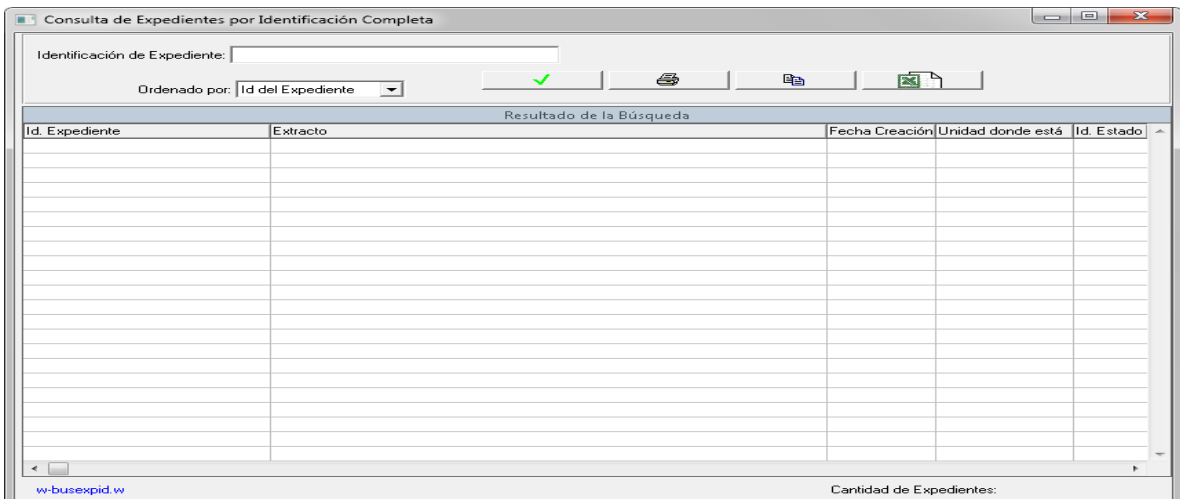 Consulta de Expedientes por Identificación Completa
Identificación de Expediente:
Ordenado por: Id del Expediente
Resultado de la Búsqueda
Id. Expediente Extracto Fecha Creación Unidad donde está Id. Estado
w-busexpid.w Cantidad de Expedientes: